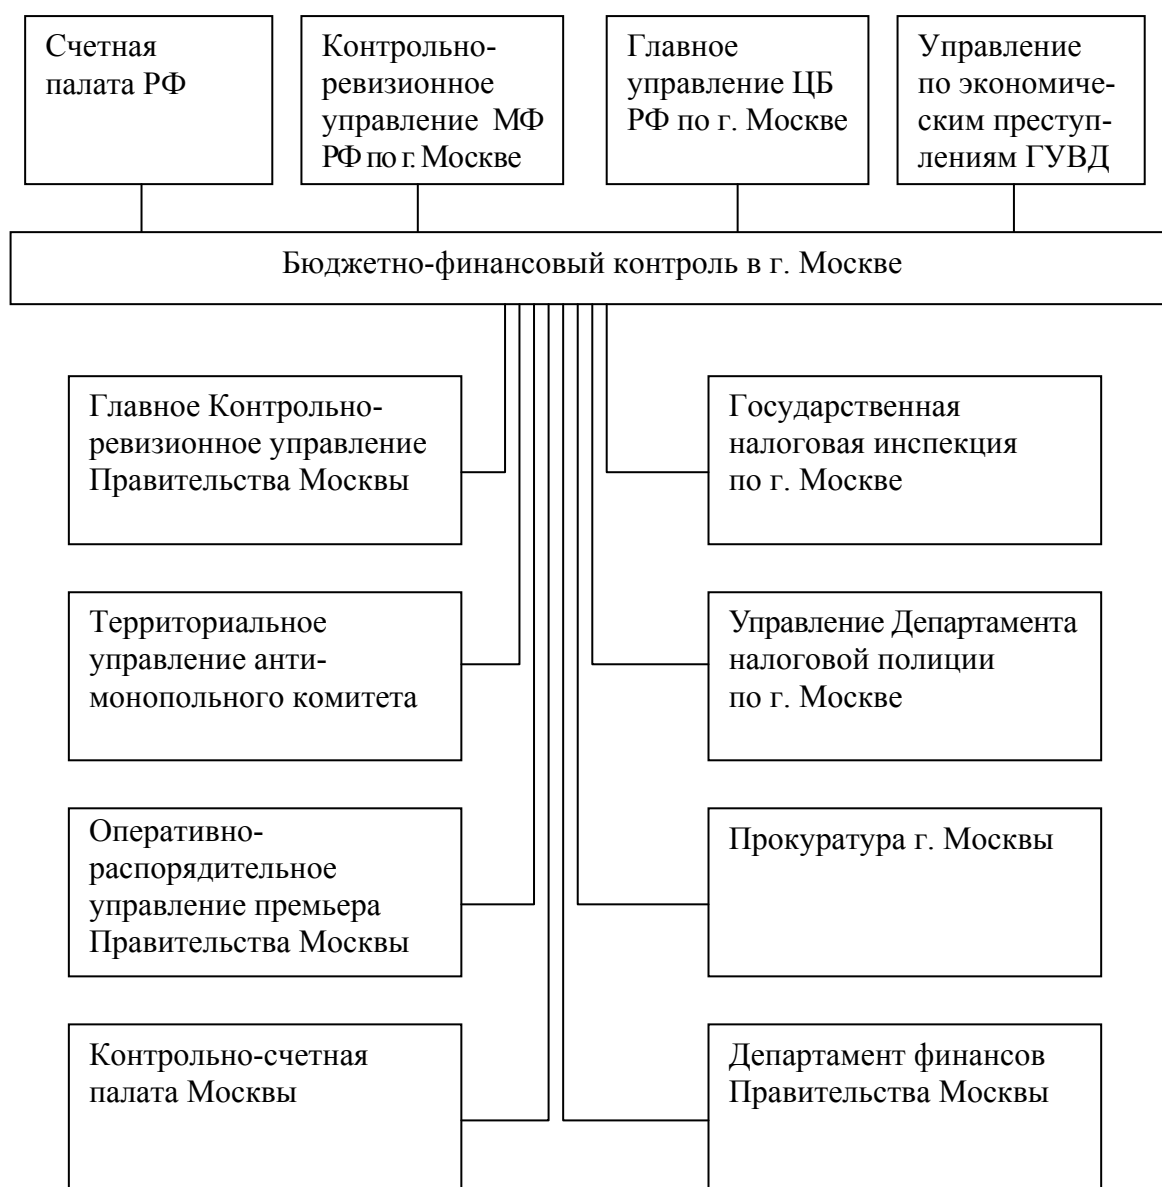 Счетная
палата РФ
Контрольно-
ревизионное
управление МФ
РФ по г. Москве
Главное
управление ЦБ
РФ по г. Москве
Управление
по экономиче-
ским преступ-
лениям ГУВД
Бюджетно-финансовый контроль в г. Москве
Главное Контрольно-
ревизионное управление
Правительства Москвы
Государственная
налоговая инспекция
по г. Москве
Территориальное
управление анти-
монопольного комитета
Управление Департамента
налоговой полиции
по г. Москве
Оперативно-
распорядительное
управление премьера
Правительства Москвы
Прокуратура г. Москвы
Контрольно-счетная
палата Москвы
Департамент финансов
Правительства Москвы